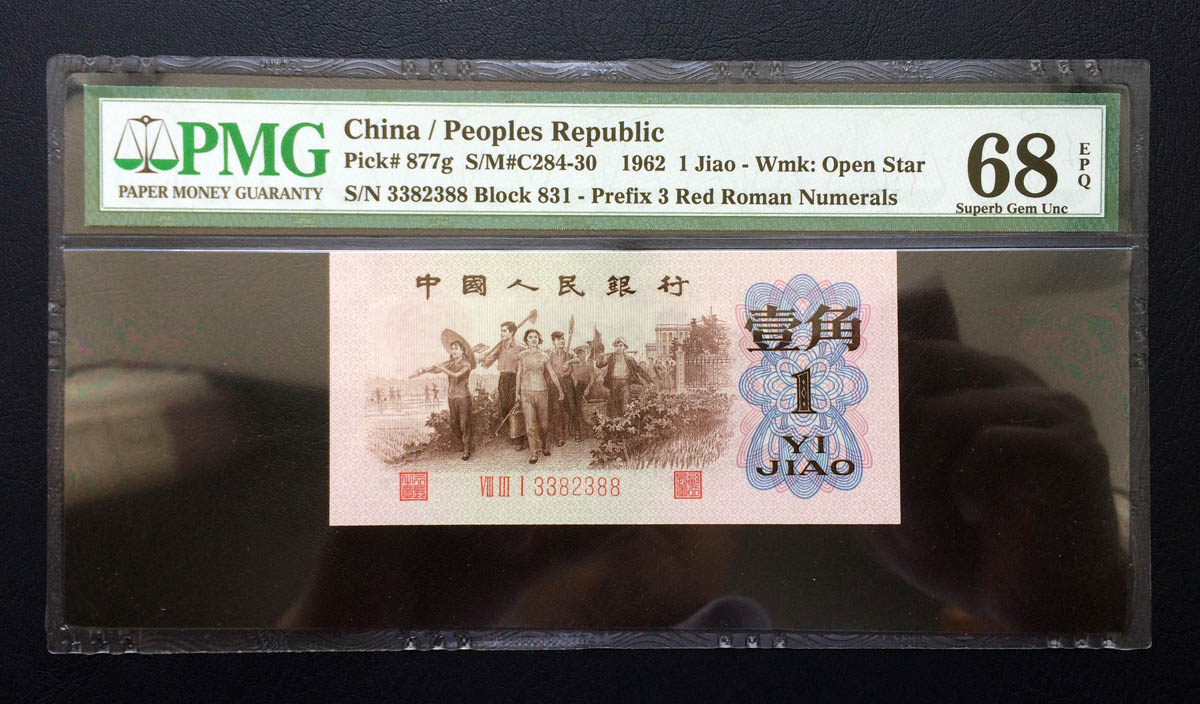 PMG
PAPER MONEY GUARANTY
China / Peoples Republic
Pick# 877g S/M#C284-30 1962 1 Jiao - Wmk: Open Star
S/N 3382388 Block 831 - Prefix 3 Red Roman Numerals
68
EPQ
Superb Gem Unc
中國人民銀行
壹角
1
YI
JIAO
VIII III I 3382388